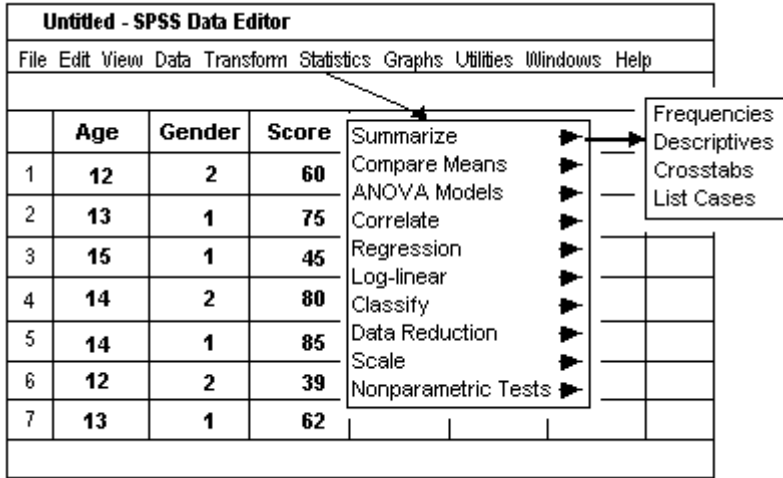 Untitled - SPSS Data Editor
File Edit View Data Transform Statistics Graphs Utilities Windows Help
Age Gender Score
1 12 2 60
2 13 1 75
3 15 1 45
4 14 2 80
5 14 1 85
6 12 2 39
7 13 1 62
Summarize
Compare Means
ANOVA Models
Correlate
Regression
Log-linear
Classify
Data Reduction
Scale
Nonparametric Tests
Frequencies
Descriptives
Crosstabs
List Cases